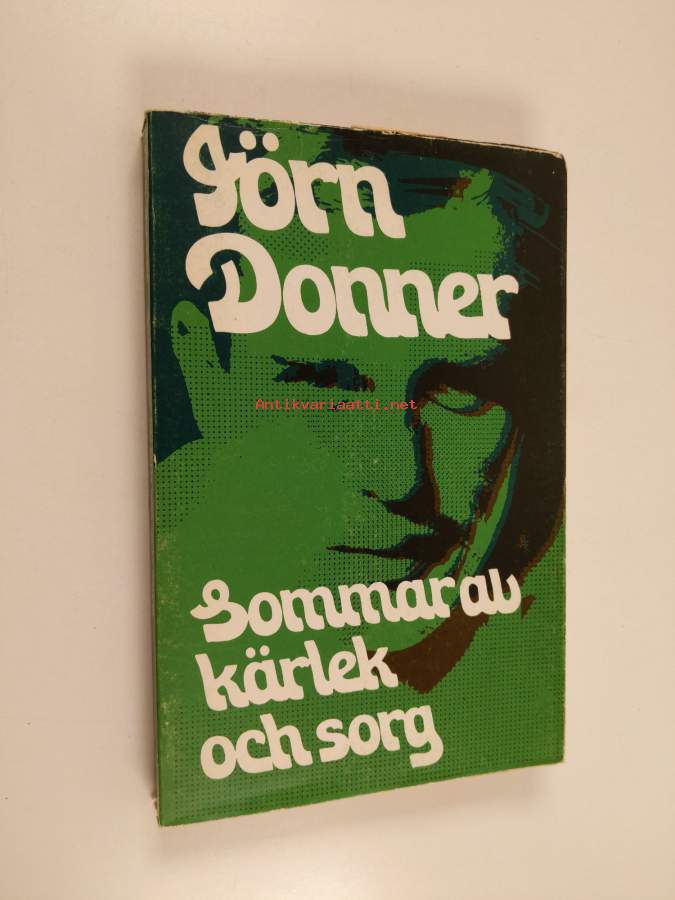 Jörn
Donner
Antikvariaatti.net
Sommar av
kärlek
och sorg